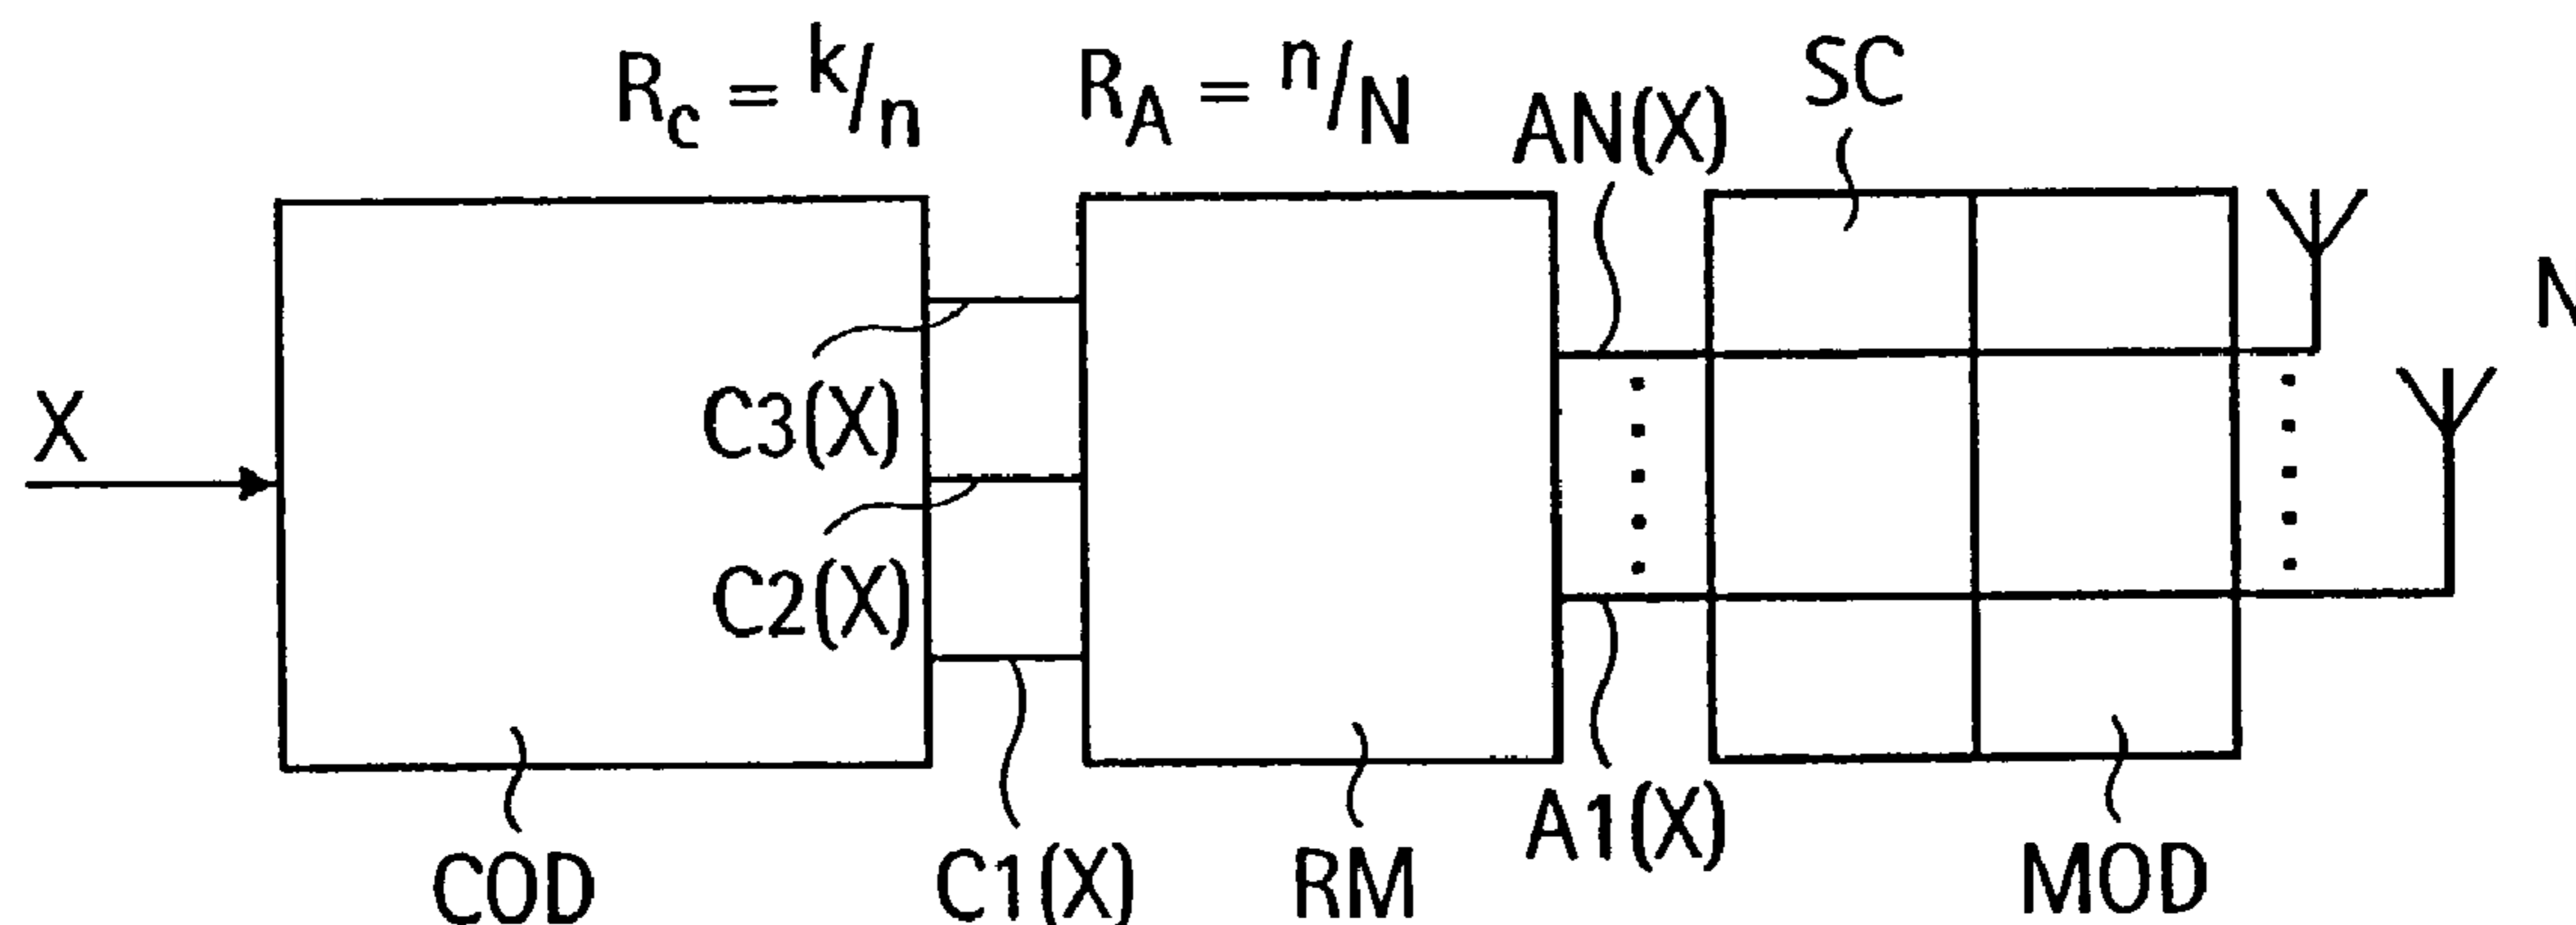 R_c = k/n
R_A = n/N
AN(X)
SC
N
X
C3(X)
C2(X)
C1(X)
A1(X)
COD
RM
MOD